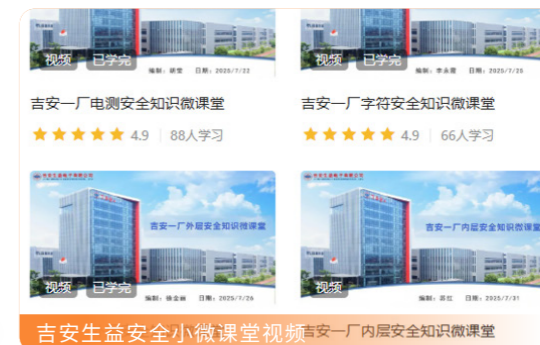 视频 已学完
日期：2025/7/22
视频 已学完
日期：2025/7/25
吉安一厂电测安全知识微课堂
吉安一厂字符安全知识微课堂
4.9 88人学习
4.9 66人学习
吉安一厂外层安全知识微课堂
吉安一厂内层安全知识微课堂
视频 已学完
日期：2025/7/26
视频 已学完
日期：2025/7/31
吉安生益安全小微课堂视频
吉安一厂内层安全知识微课堂